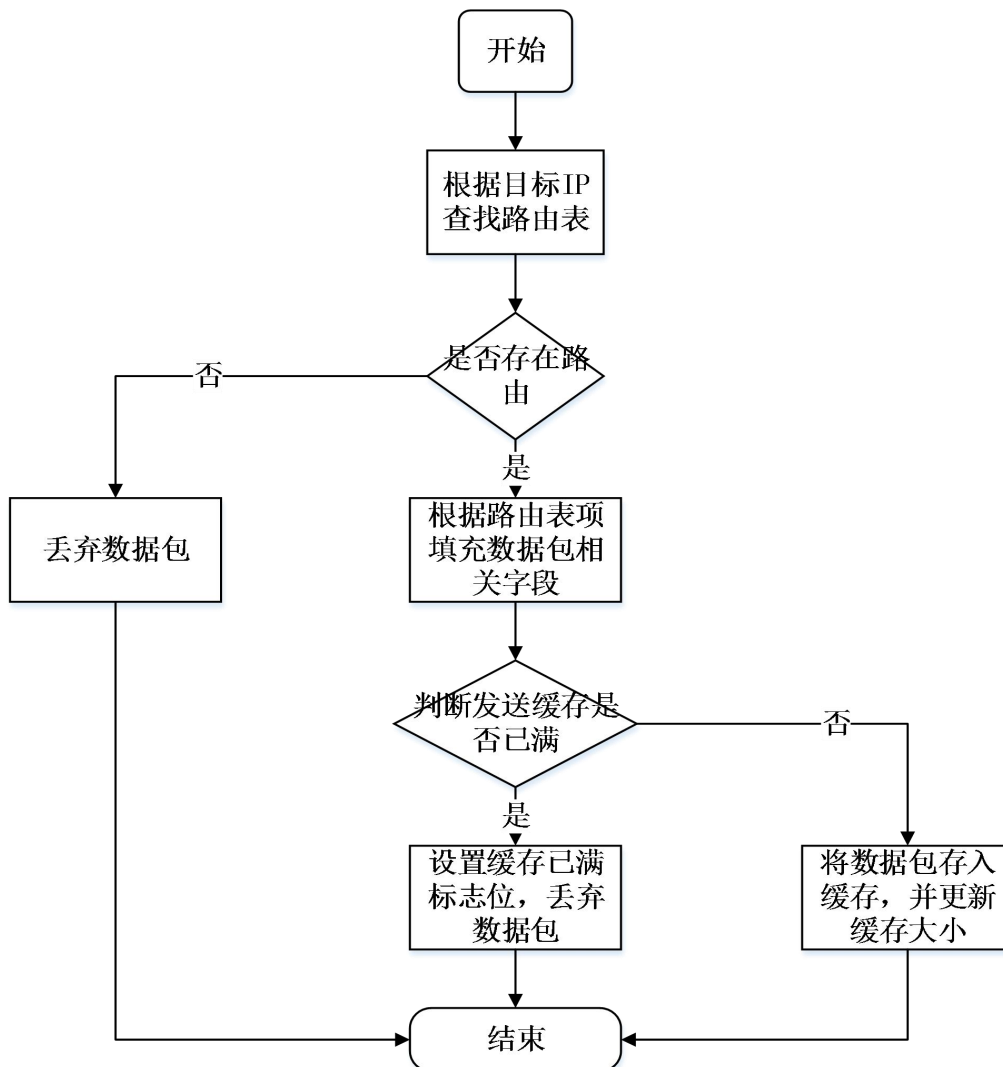 开始
根据目标IP
查找路由表
是否存在路
由
否
是
丢弃数据包
根据路由表项
填充数据包相
关字段
判断发送缓存是
否已满
否
是
设置缓存已满
标志位，丢弃
数据包
将数据包存入
缓存，并更新
缓存大小
结束